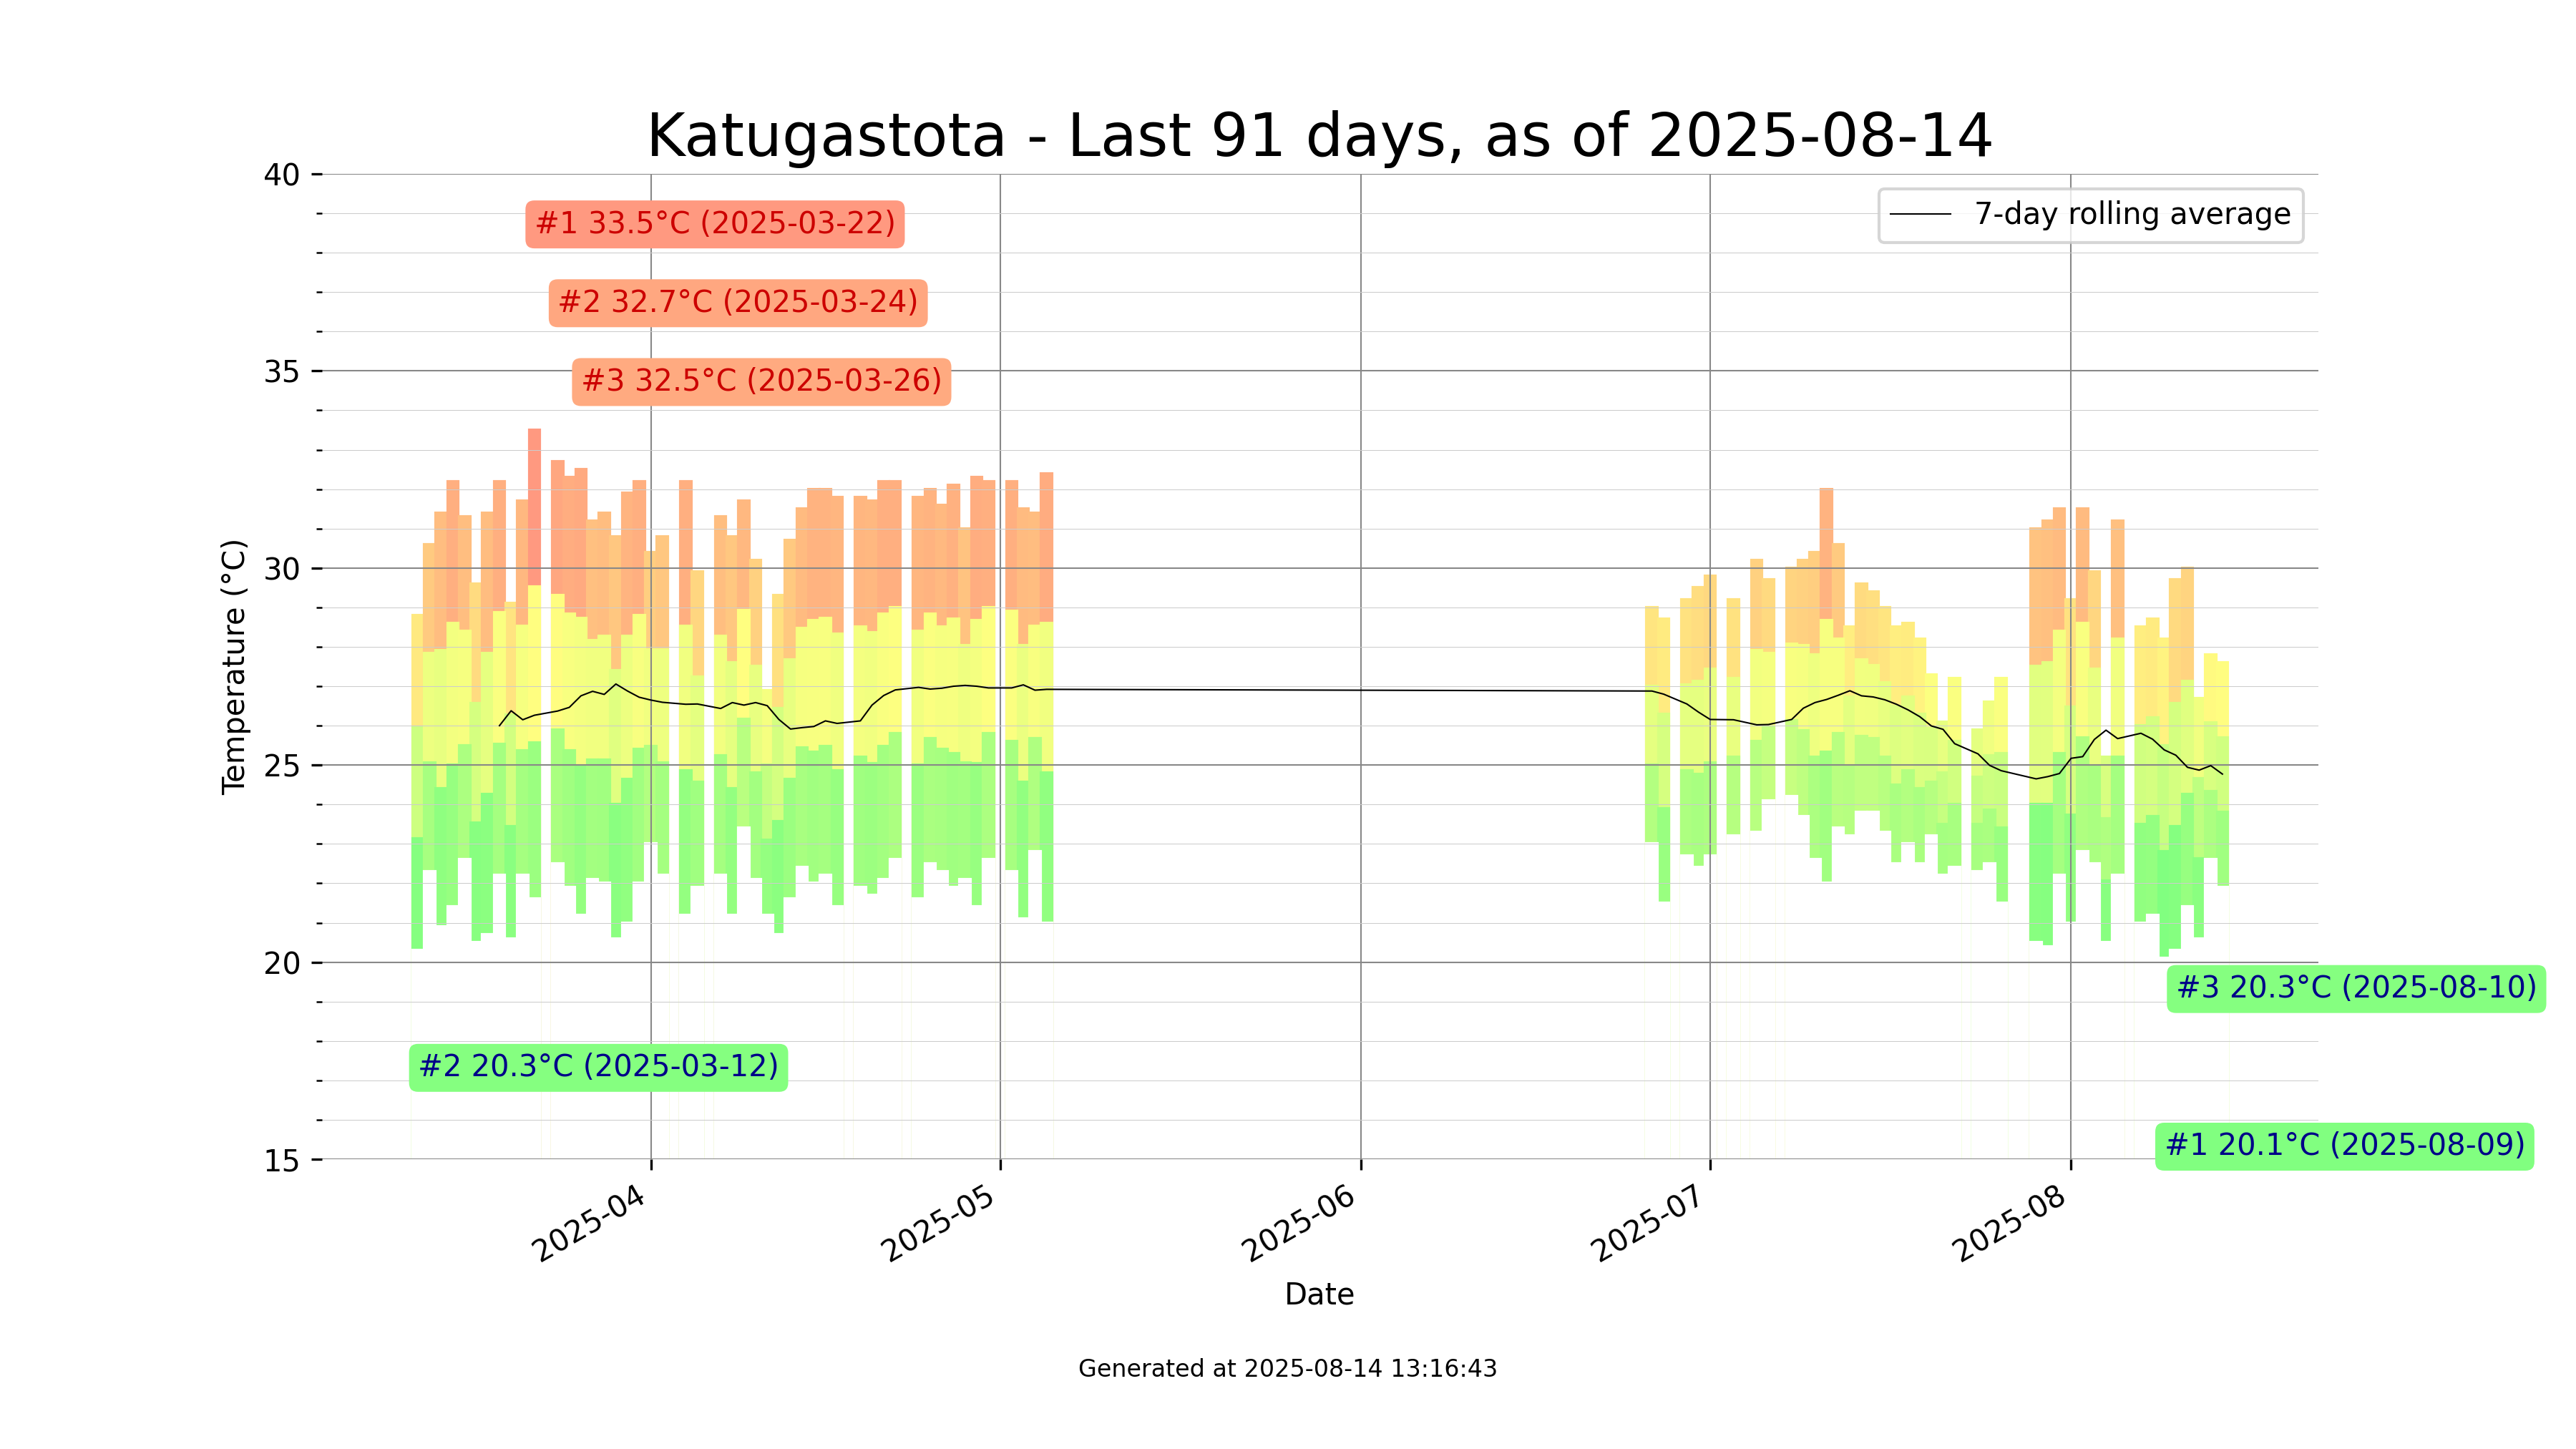 Katugastota - Last 91 days, as of 2025-08-14
40
35
30
25
20
15
Temperature (°C)
7-day rolling average
#1 33.5°C (2025-03-22)
#2 32.7°C (2025-03-24)
#3 32.5°C (2025-03-26)
#3 20.3°C (2025-08-10)
#2 20.3°C (2025-03-12)
#1 20.1°C (2025-08-09)
2025-04
2025-05
2025-06
2025-07
2025-08
Date
Generated at 2025-08-14 13:16:43